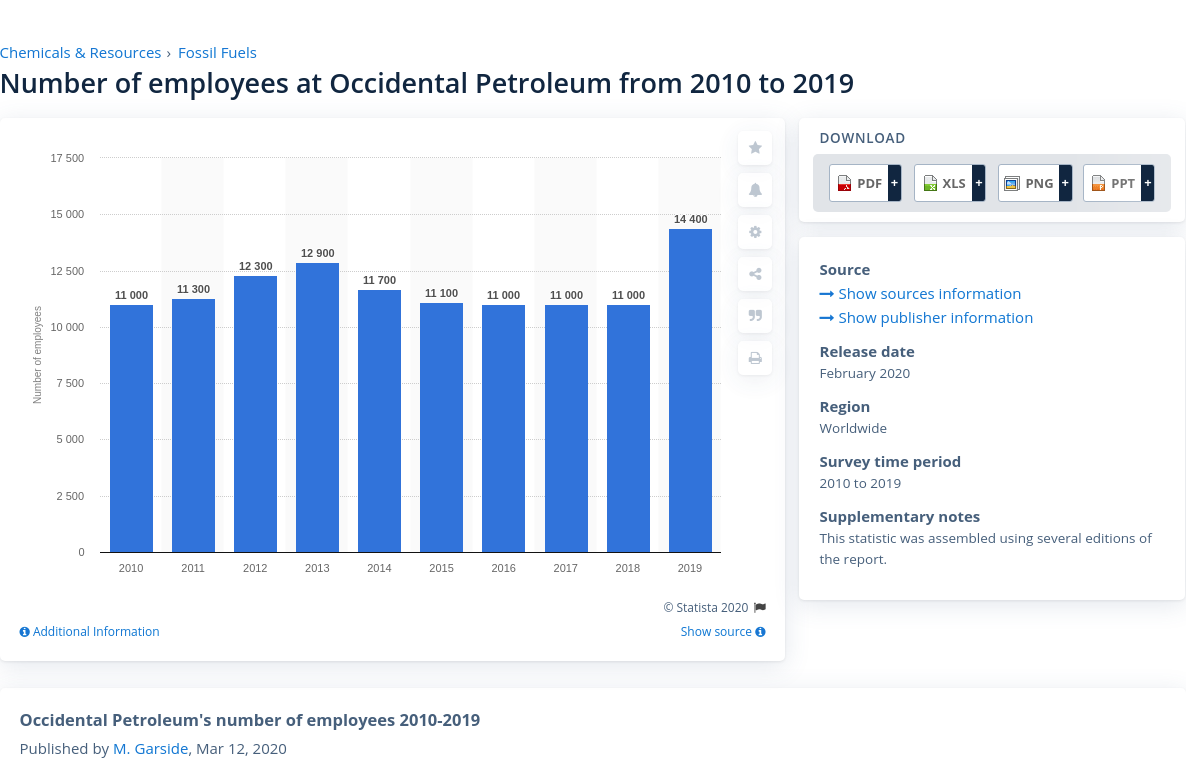 Chemicals & Resources › Fossil Fuels
Number of employees at Occidental Petroleum from 2010 to 2019
17 500
15 000
12 500
10 000
7 500
5 000
2 500
0
Number of employees
11 000
11 300
12 300
12 900
11 700
11 100
11 000
11 000
11 000
14 400
2010
2011
2012
2013
2014
2015
2016
2017
2018
2019
© Statista 2020
Additional Information
Show source
DOWNLOAD
PDF + XLS + PNG + PPT +
Source
Show sources information
Show publisher information
Release date
February 2020
Region
Worldwide
Survey time period
2010 to 2019
Supplementary notes
This statistic was assembled using several editions of
the report.
Occidental Petroleum's number of employees 2010-2019
Published by M. Garside, Mar 12, 2020